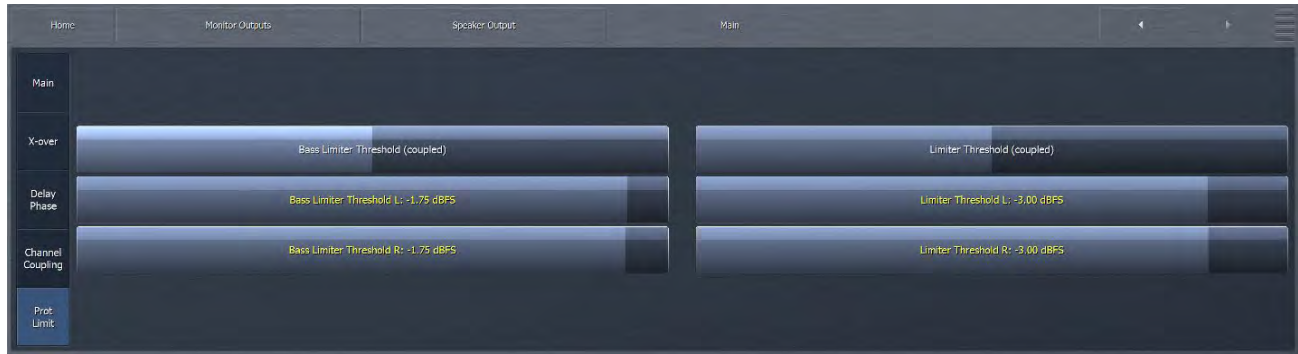 Home
Monitor Outputs
Speaker Output
Main
Main
X-over
Delay
Phase
Channel
Coupling
Prot
Limit
Bass Limiter Threshold (coupled)
Limiter Threshold (coupled)
Bass Limiter Threshold L: -1.75 dBFS
Limiter Threshold L: -3.00 dBFS
Bass Limiter Threshold R: -1.75 dBFS
Limiter Threshold R: -3.00 dBFS